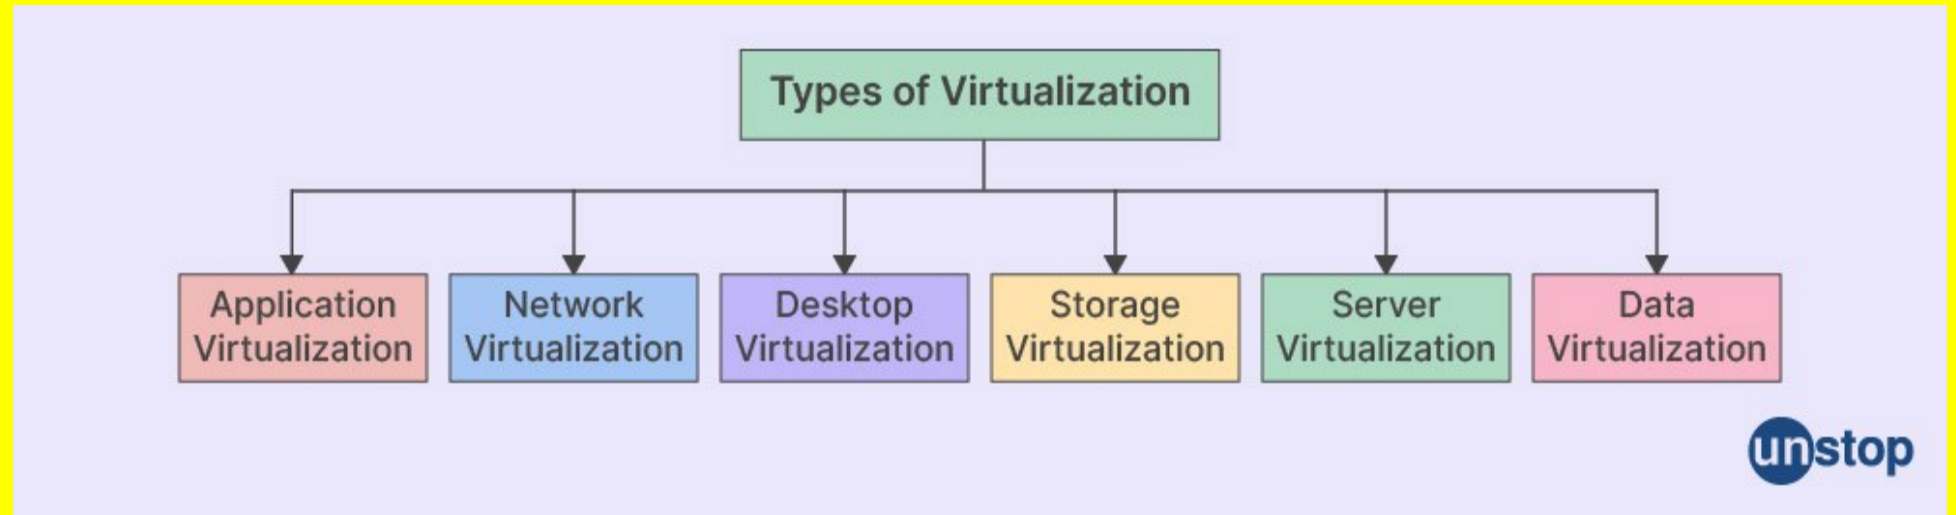 Types of Virtualization
Application
Virtualization
Network
Virtualization
Desktop
Virtualization
Storage
Virtualization
Server
Virtualization
Data
Virtualization
unstop